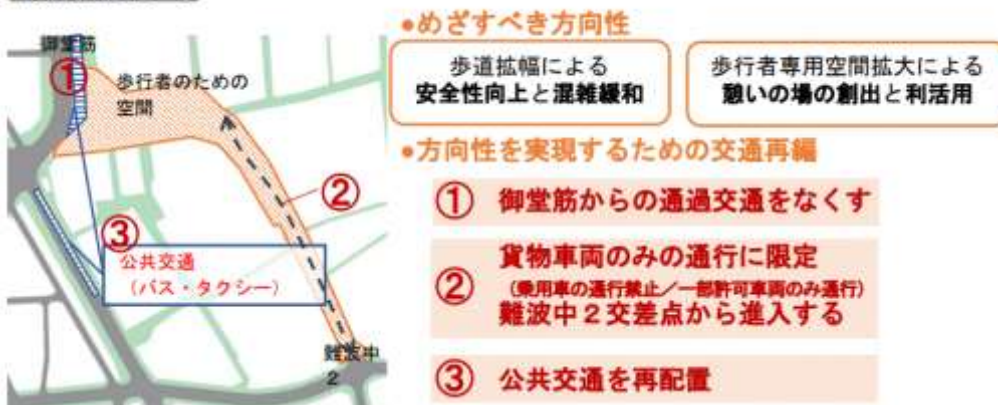 御堂筋
①
歩行者のための
空間
②
③
公共交通
(バス・タクシー)
難波中
2
●めざすべき方向性
歩道拡幅による
安全性向上と混雑緩和
歩行者専用空間拡大による
憩いの場の創出と利活用
●方向性を実現するための交通再編
① 御堂筋からの通過交通をなくす
② 貨物車両のみの通行に限定
(乗用車の通行禁止/一部許可車両のみ通行)
難波中2交差点から進入する
③ 公共交通を再配置